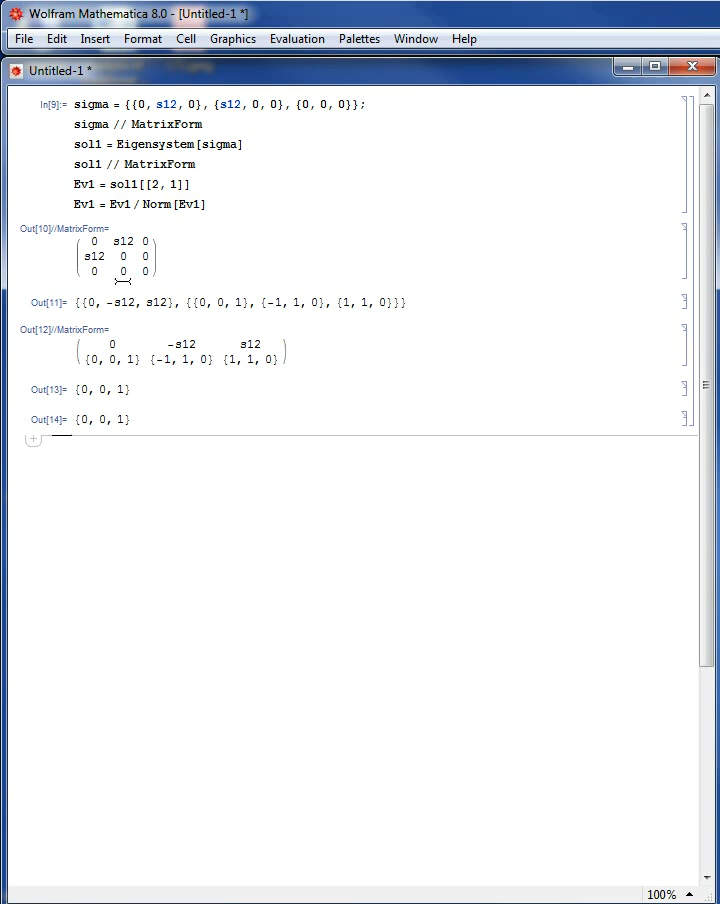 Wolfram Mathematica 8.0 - [Untitled-1 *]
File Edit Insert Format Cell Graphics Evaluation Palettes Window Help
Untitled-1 *
In[9]:= sigma = {{0, s12, 0}, {s12, 0, 0}, {0, 0, 0}};
sigma // MatrixForm
sol1 = Eigensystem[sigma]
sol1 // MatrixForm
Ev1 = sol1[[2, 1]]
Ev1 = Ev1 / Norm[Ev1]
Out[10]//MatrixForm=
0 s12 0
s12 0 0
0 0 0
Out[11]= {{0, -s12, s12}, {{0, 0, 1}, {-1, 1, 0}, {1, 1, 0}}}
Out[12]//MatrixForm=
0 -s12 s12
{0, 0, 1} {-1, 1, 0} {1, 1, 0}
Out[13]= {0, 0, 1}
Out[14]= {0, 0, 1}
100%